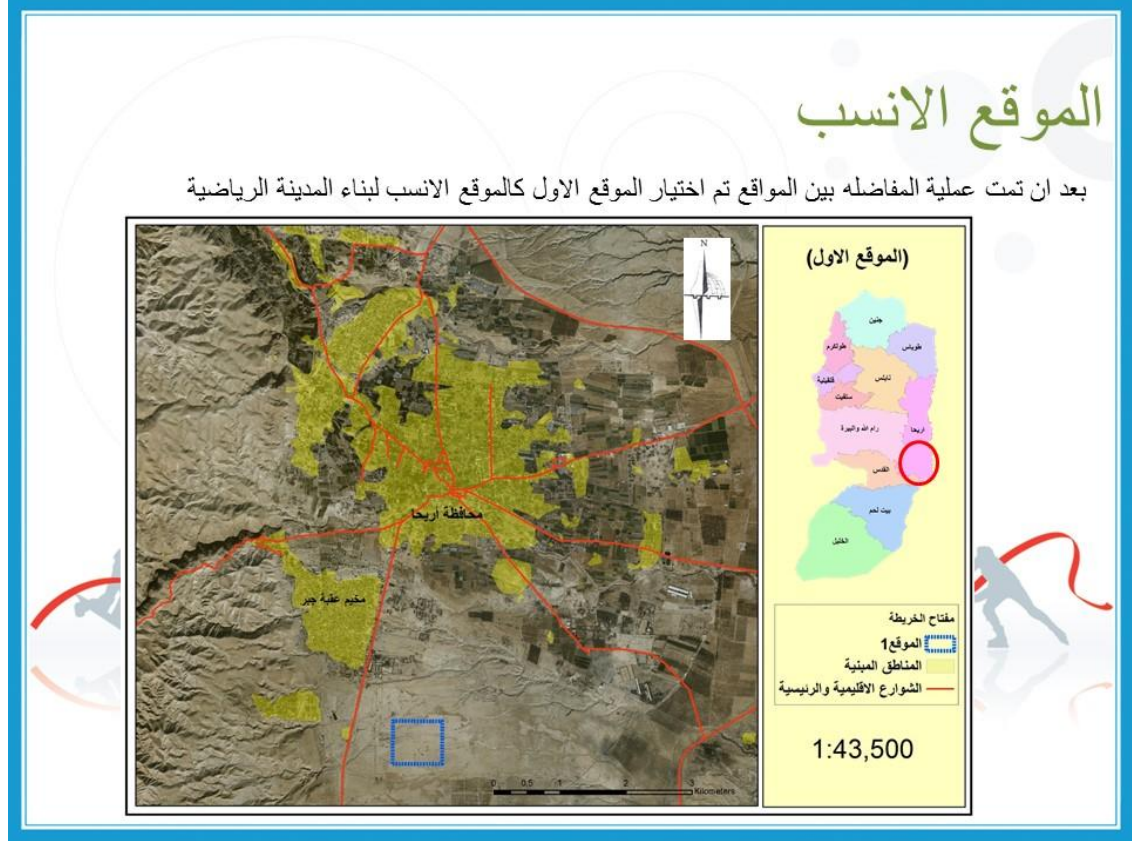 الموقع الانسب
بعد ان تمت عملية المفاضله بين المواقع تم اختيار الموقع الاول كالموقع الانسب لبناء المدينة الرياضية
(الموقع الاول)
جنين
طوباس
طولكرم
نابلس
قلقيلية
سلفيت
اريحا
رام الله والبيرة
القدس
بيت لحم
الخليل
مفتاح الخريطة
الموقع1
المناطق المبنية
الشوارع الاقليمية والرئيسية
1:43,500
N
محافظة أريحا
مخيم عقبة جبر
0 0.5 1 2 3
Kilometers